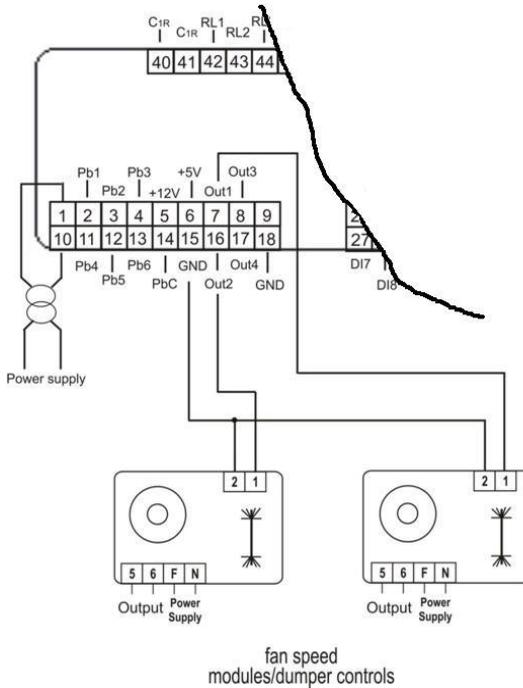 C1R C1R RL1 RL2
40 41 42 43 44
Pb1 Pb2 Pb3 +12V +5V Out1 Out3
1 2 3 4 5 6 7 8 9
10 11 12 13 14 15 16 17 18
27
Pb4 Pb5 Pb6 PbC GND Out2 Out4 GND
DI7 DI8
Power supply
2 1
2 1
5 6 F N
5 6 F N
Output Power Supply
Output Power Supply
fan speed
modules/dumper controls